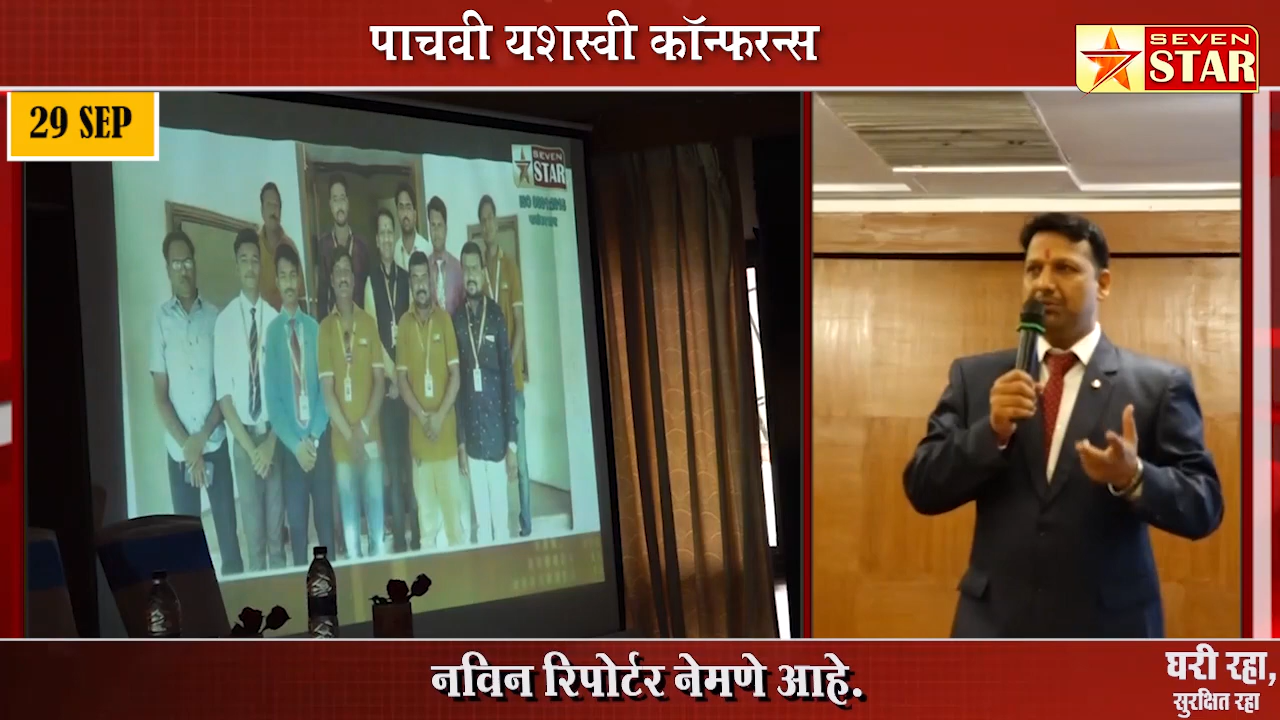 पाचवी यशस्वी कॉन्फरन्स
SEVEN
STAR
29 SEP
SEVEN
STAR
नविन रिपोर्टर नेमणे आहे.
घरी रहा,
सुरक्षित रहा